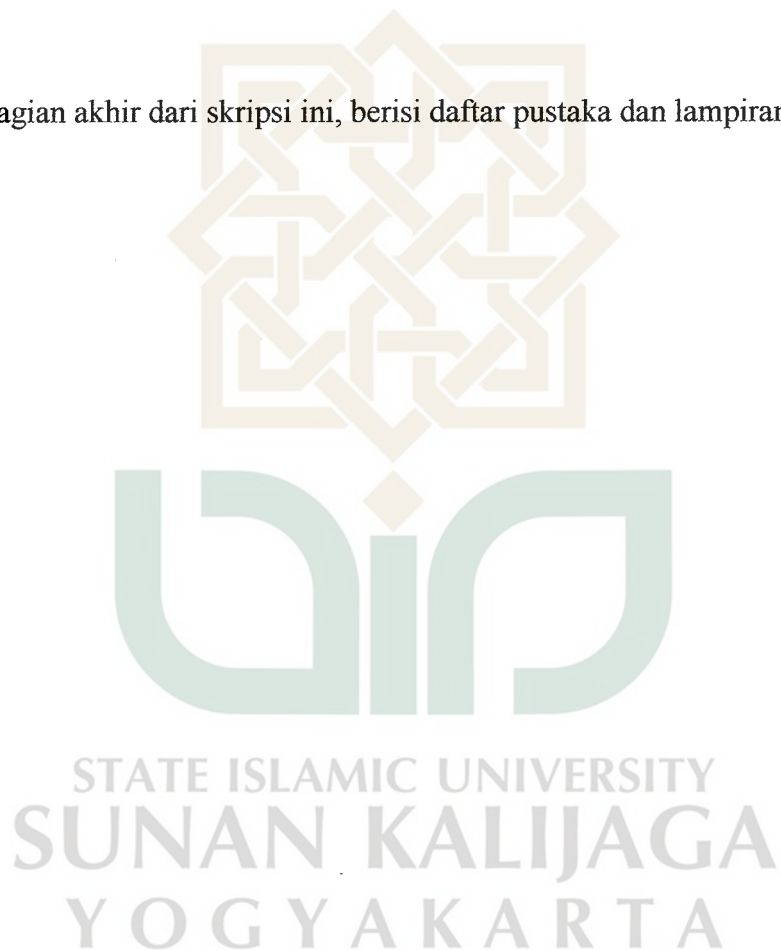 agian akhir dari skripsi ini, berisi daftar pustaka dan lampiran
STATE ISLAMIC UNIVERSITY
SUNAN KALIJAGA
YOGYAKARTA